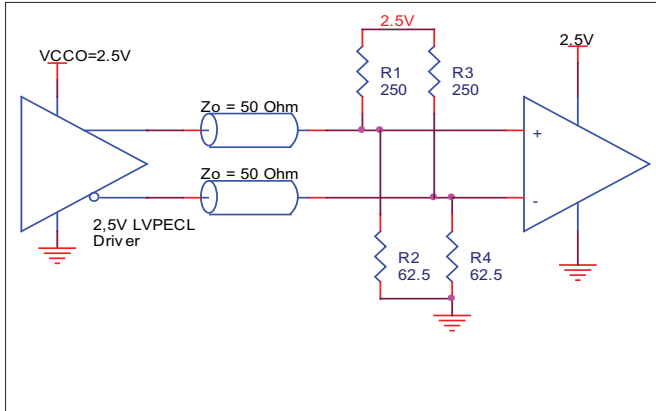 2.5V
VCCO=2.5V
2.5V
R1
250
R3
250
Zo = 50 Ohm
+
Zo = 50 Ohm
-
2,5V LVPECL
Driver
R2
62.5
R4
62.5